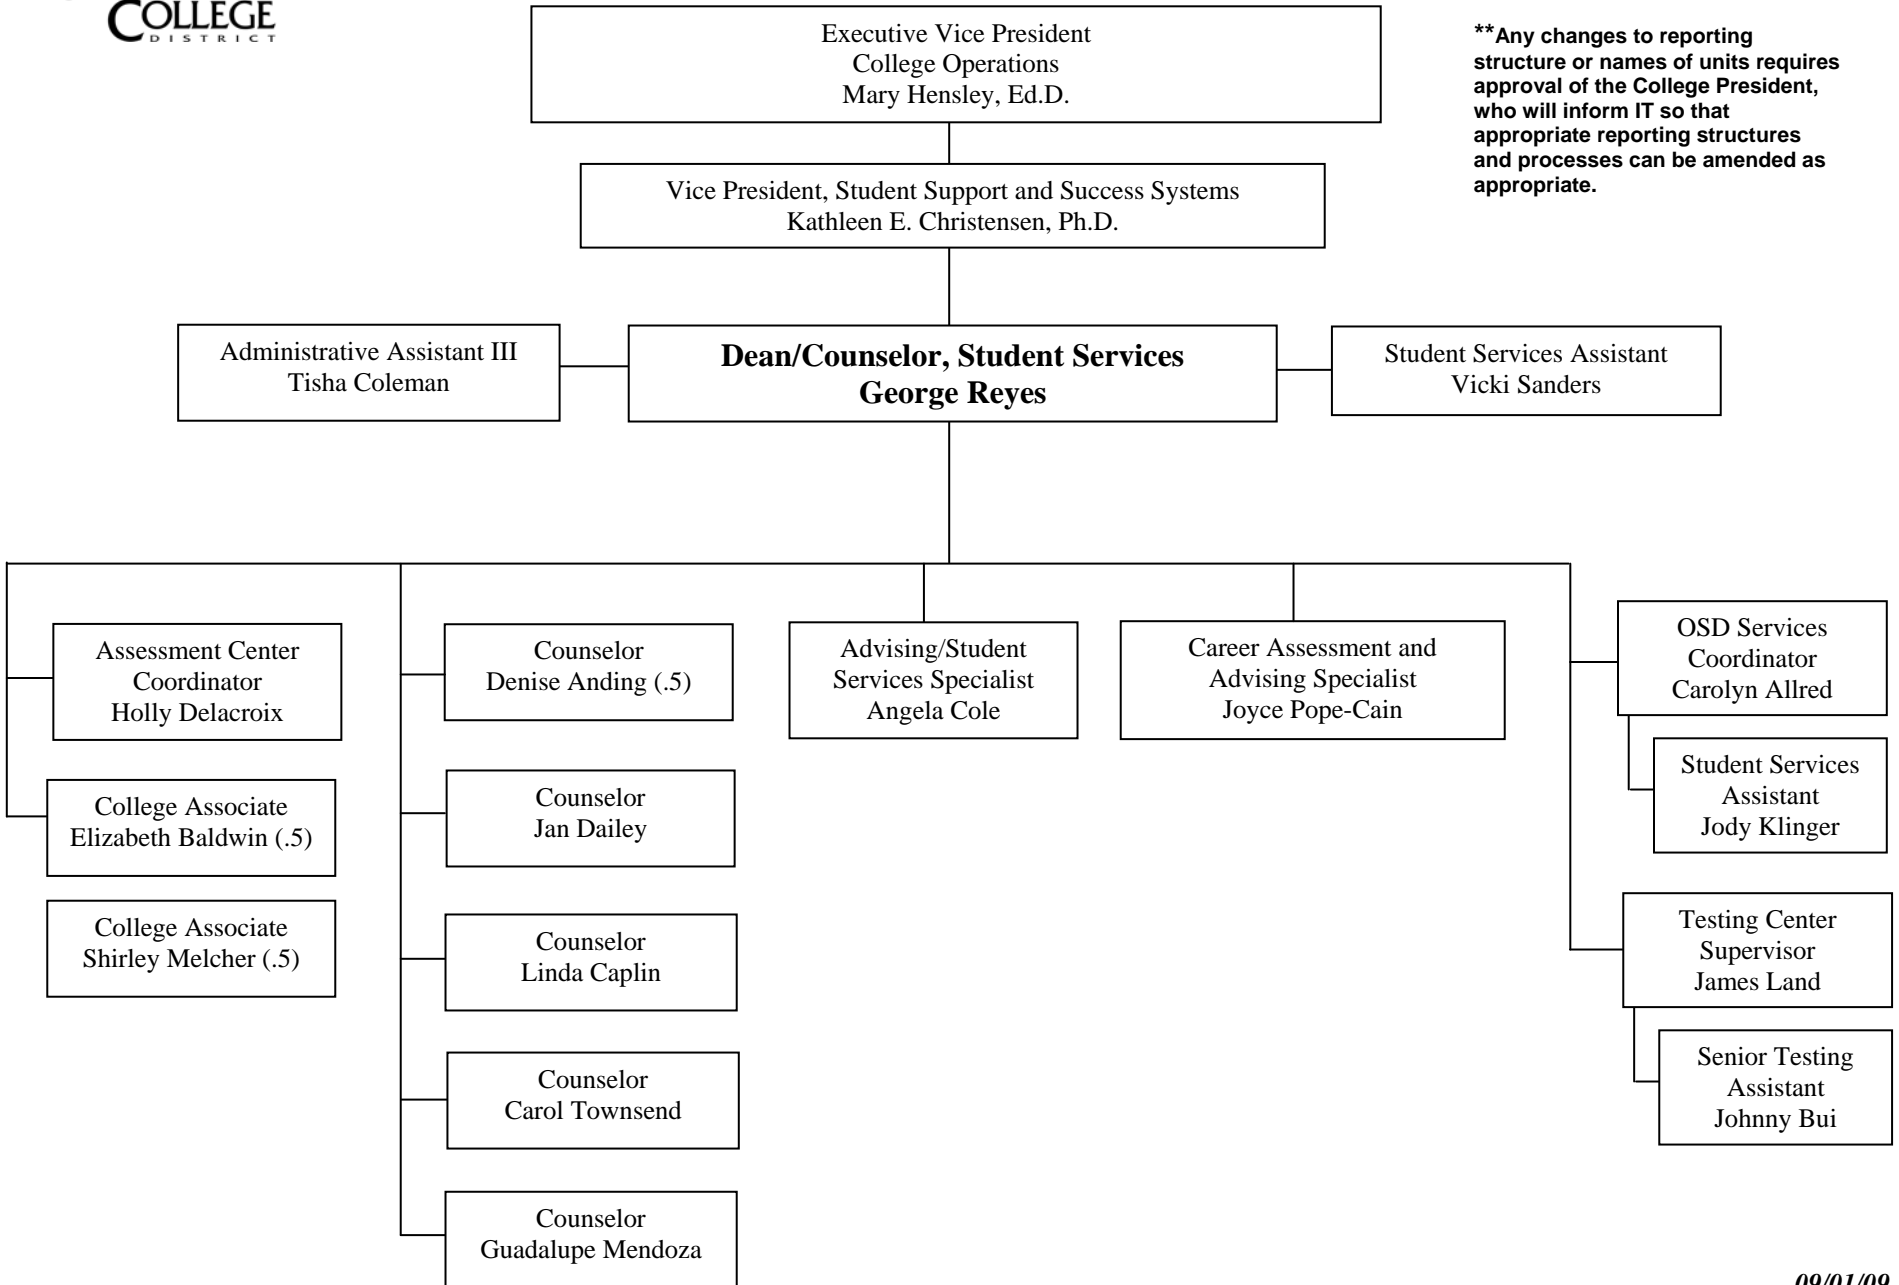 COLLEGE
DISTRICT
Executive Vice President
College Operations
Mary Hensley, Ed.D.
**Any changes to reporting
structure or names of units requires
approval of the College President,
who will inform IT so that
appropriate reporting structures
and processes can be amended as
appropriate.
Vice President, Student Support and Success Systems
Kathleen E. Christensen, Ph.D.
Administrative Assistant III
Tisha Coleman
Dean/Counselor, Student Services
George Reyes
Student Services Assistant
Vicki Sanders
Assessment Center
Coordinator
Holly Delacroix
College Associate
Elizabeth Baldwin (.5)
College Associate
Shirley Melcher (.5)
Counselor
Denise Anding (.5)
Counselor
Jan Dailey
Counselor
Linda Caplin
Counselor
Carol Townsend
Counselor
Guadalupe Mendoza
Advising/Student
Services Specialist
Angela Cole
Career Assessment and
Advising Specialist
Joyce Pope-Cain
OSD Services
Coordinator
Carolyn Allred
Student Services
Assistant
Jody Klinger
Testing Center
Supervisor
James Land
Senior Testing
Assistant
Johnny Bui
09/01/09